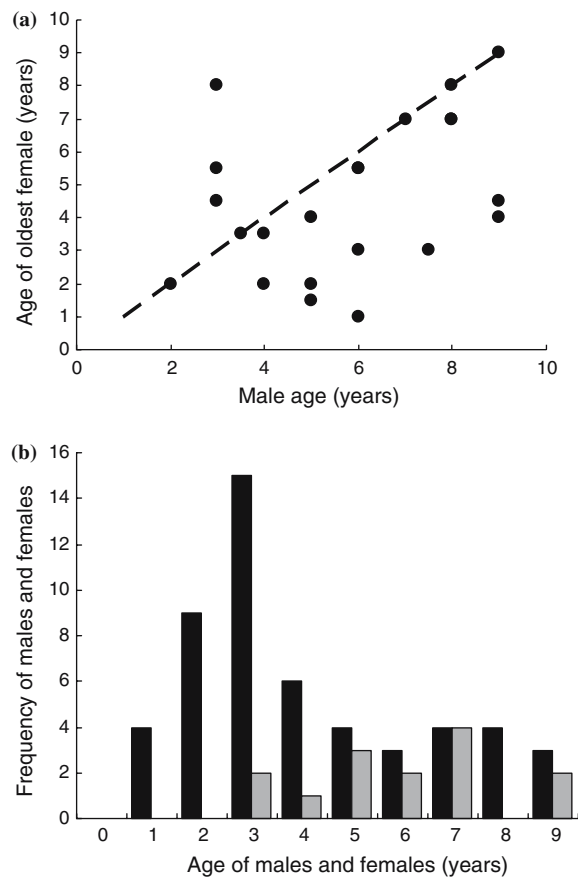 (a)
Age of oldest female (years)
10
9
8
7
6
5
4
3
2
1
0
0 2 4 6 8 10
Male age (years)
(b)
Frequency of males and females
16
14
12
10
8
6
4
2
0
0 1 2 3 4 5 6 7 8 9
Age of males and females (years)